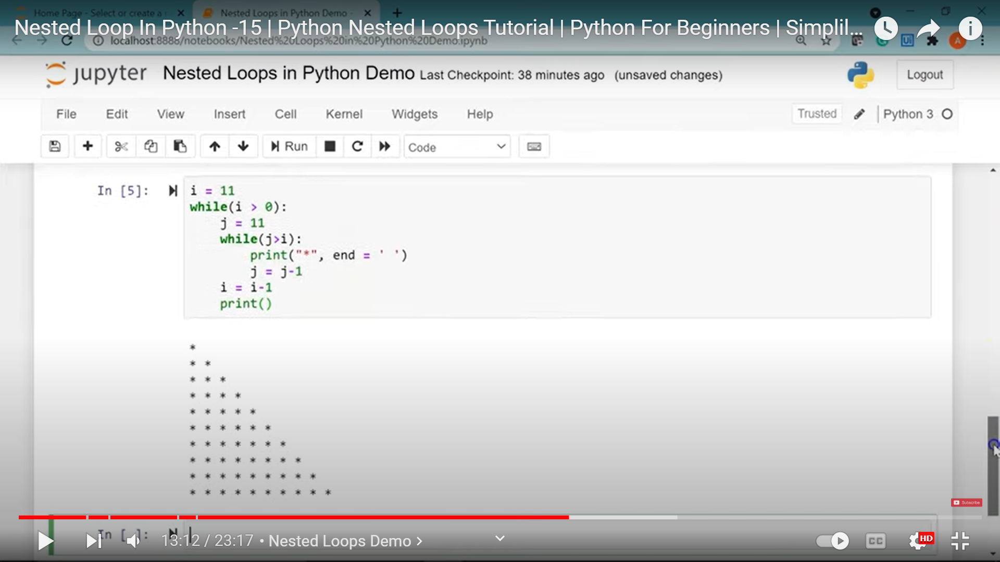 Home Page - Select or create a
Nested Loops in Python Demo
Nested Loop In Python -15 | Python Nested Loops Tutorial | Python For Beginners | Simplil...
localhost:8888/notebooks/Nested%20Loops%20in%20Python%20Demo.ipynb
jupyter Nested Loops in Python Demo Last Checkpoint: 38 minutes ago (unsaved changes)
Logout
File Edit View Insert Cell Kernel Widgets Help
Trusted Python 3
Run Code
In [5]: i = 11
while(i > 0):
j = 11
while(j>i):
print("*", end = ' ')
j = j-1
i = i-1
print()
*
* *
* * *
* * * *
* * * * *
* * * * * *
* * * * * * *
* * * * * * * *
* * * * * * * * *
* * * * * * * * * *
Subscribe
In [ ]:
13:12 / 23:17 • Nested Loops Demo >
CC
HD